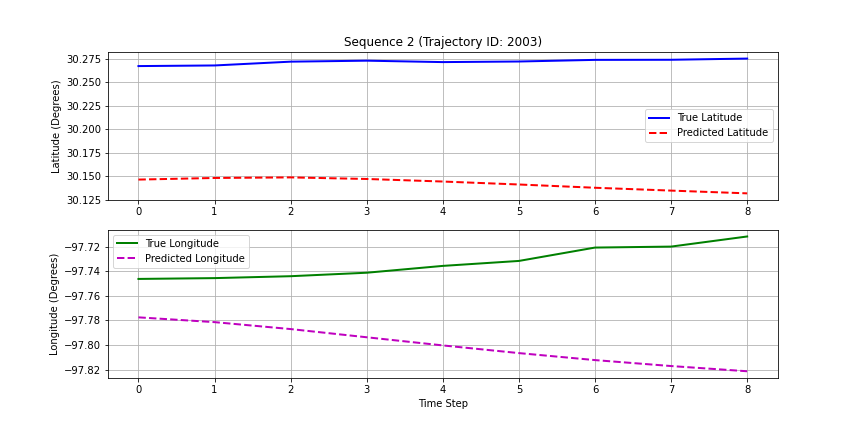 Sequence 2 (Trajectory ID: 2003)
Latitude (Degrees)
30.275
30.250
30.225
30.200
30.175
30.150
30.125
True Latitude
Predicted Latitude
0 1 2 3 4 5 6 7 8
Longitude (Degrees)
−97.72
−97.74
−97.76
−97.78
−97.80
−97.82
True Longitude
Predicted Longitude
0 1 2 3 4 5 6 7 8
Time Step